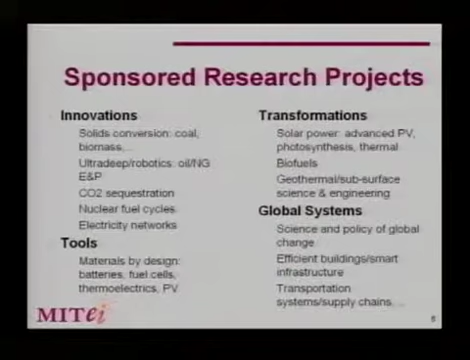 Sponsored Research Projects
Innovations
Solids conversion: coal,
biomass,...
Ultradeep/robotics: oil/NG
E&P
CO2 sequestration
Nuclear fuel cycles
Electricity networks
Tools
Materials by design:
batteries, fuel cells,
thermoelectrics, PV
Transformations
Solar power: advanced PV,
photosynthesis, thermal
Biofuels
Geothermal/sub-surface
science & engineering
Global Systems
Science and policy of global
change
Efficient buildings/smart
infrastructure
Transportation
systems/supply chains,...
MITei
8